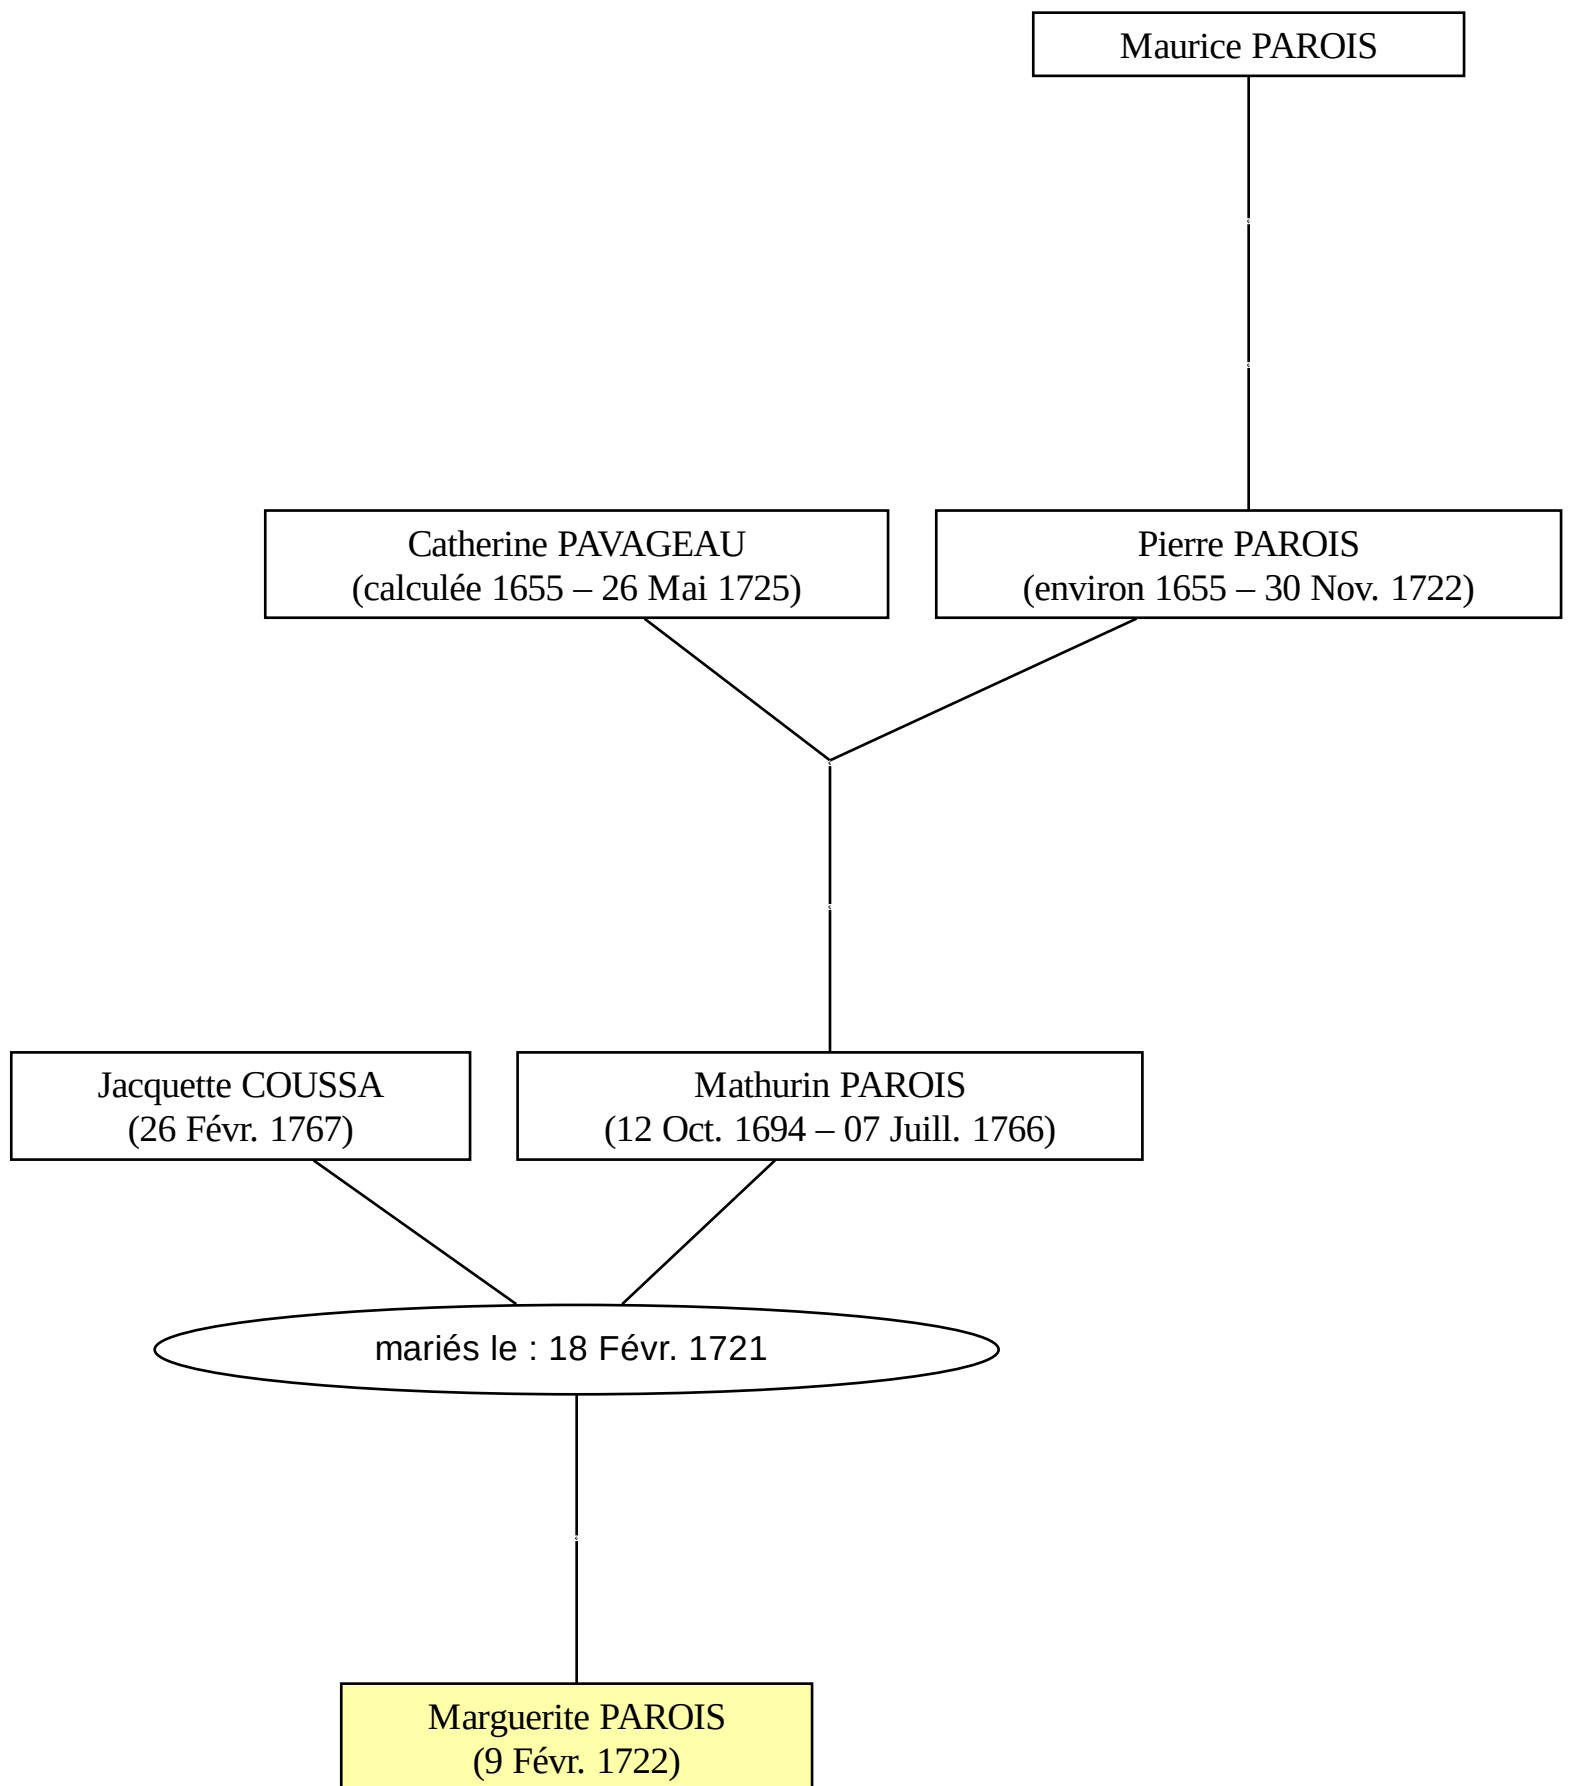 Maurice PAROIS
Catherine PAVAGEAU
(calculée 1655 – 26 Mai 1725)
Pierre PAROIS
(environ 1655 – 30 Nov. 1722)
Jacquette COUSSA
(26 Févr. 1767)
Mathurin PAROIS
(12 Oct. 1694 – 07 Juill. 1766)
mariés le : 18 Févr. 1721
Marguerite PAROIS
(9 Févr. 1722)